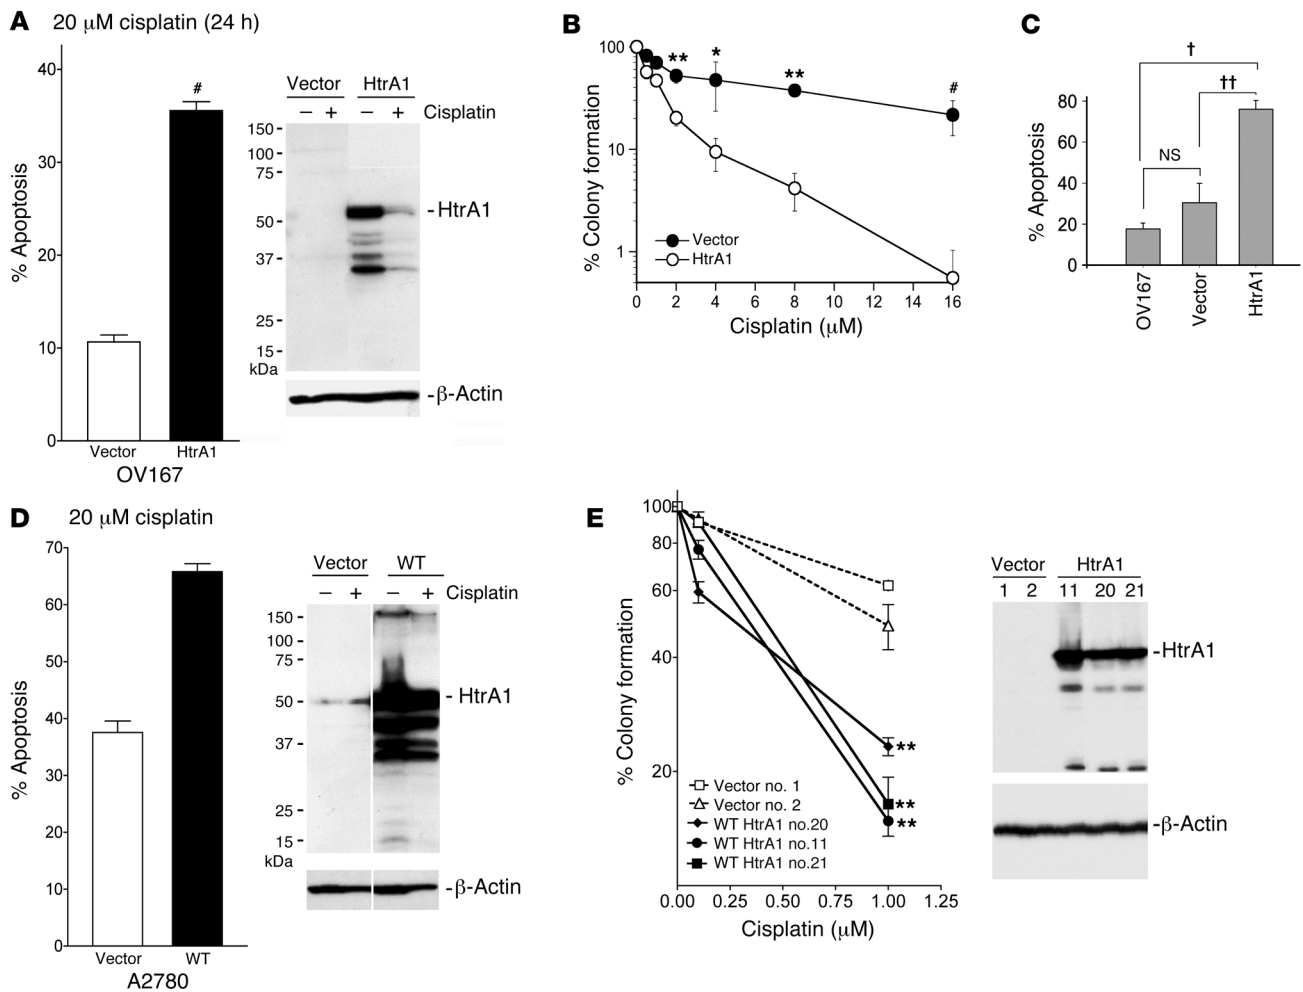 A
20 μM cisplatin (24 h)
% Apoptosis
40
30
20
10
0
#
Vector
HtrA1
OV167
Vector
HtrA1
– + – + Cisplatin
150
100
75
50
37
25
15
kDa
-HtrA1
-β-Actin
B
% Colony formation
100
10
1
** * ** #
Vector
HtrA1
0 2 4 6 8 10 12 14 16
Cisplatin (μM)
C
% Apoptosis
80
60
40
20
0
†
††
NS
OV167
Vector
HtrA1
D
20 μM cisplatin
% Apoptosis
70
60
50
40
30
20
10
0
Vector
WT
A2780
Vector
WT
– + – + Cisplatin
150
100
75
50
37
25
15
kDa
- HtrA1
-β-Actin
E
% Colony formation
100
80
60
40
20
**
**
**
Vector no. 1
Vector no. 2
WT HtrA1 no.20
WT HtrA1 no.11
WT HtrA1 no.21
0.00 0.25 0.50 0.75 1.00 1.25
Cisplatin (μM)
Vector
HtrA1
1 2 11 20 21
-HtrA1
-β-Actin